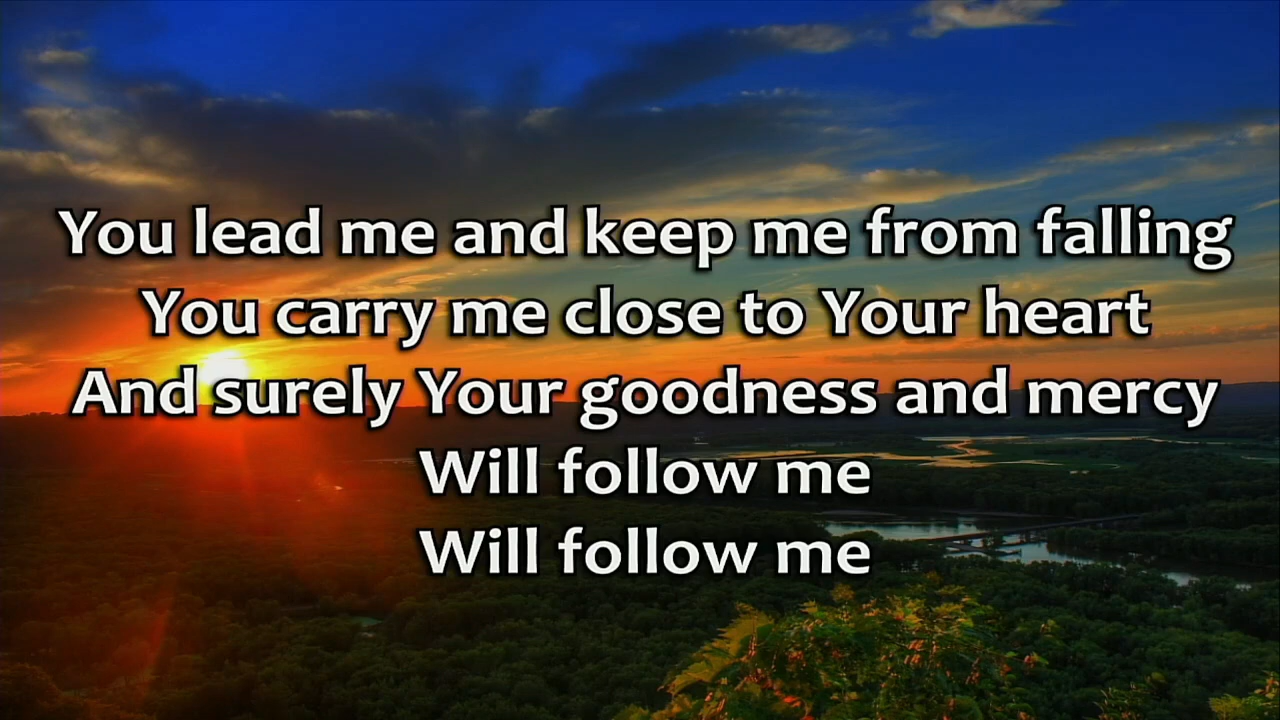 You lead me and keep me from falling
You carry me close to Your heart
And surely Your goodness and mercy
Will follow me
Will follow me